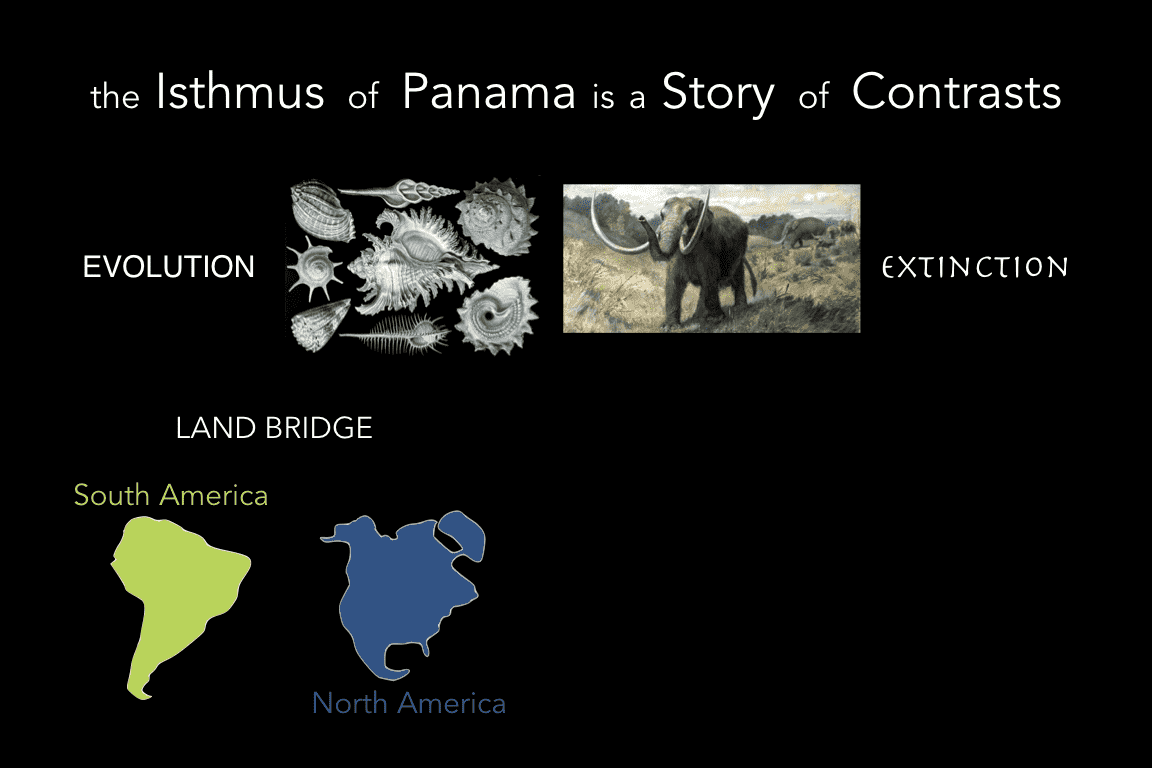 the Isthmus of Panama is a Story of Contrasts
EVOLUTION
EXTINCTION
LAND BRIDGE
South America
North America